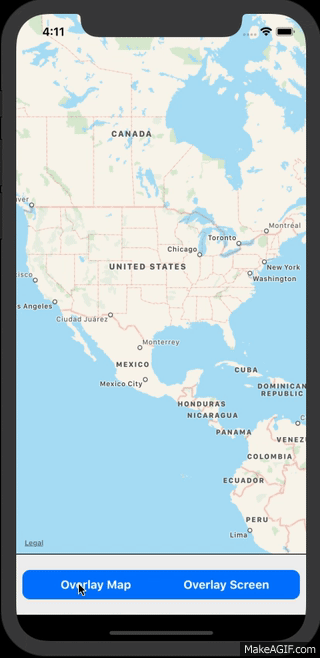 4:11
CANADA
ver
Montréal
Toronto
Chicago
New York
UNITED STATES
Washington
isco
s Angeles
Ciudad Juárez
Monterrey
MEXICO
CUBA
Mexico City
DOMINICAN
REPUBLIC
HONDURAS
NICARAGUA
C
PANAMA
VENEZ
COLOMBIA
ECUADOR
PERU
Lima
Legal
Overlay Map Overlay Screen
MakeAGIF.com